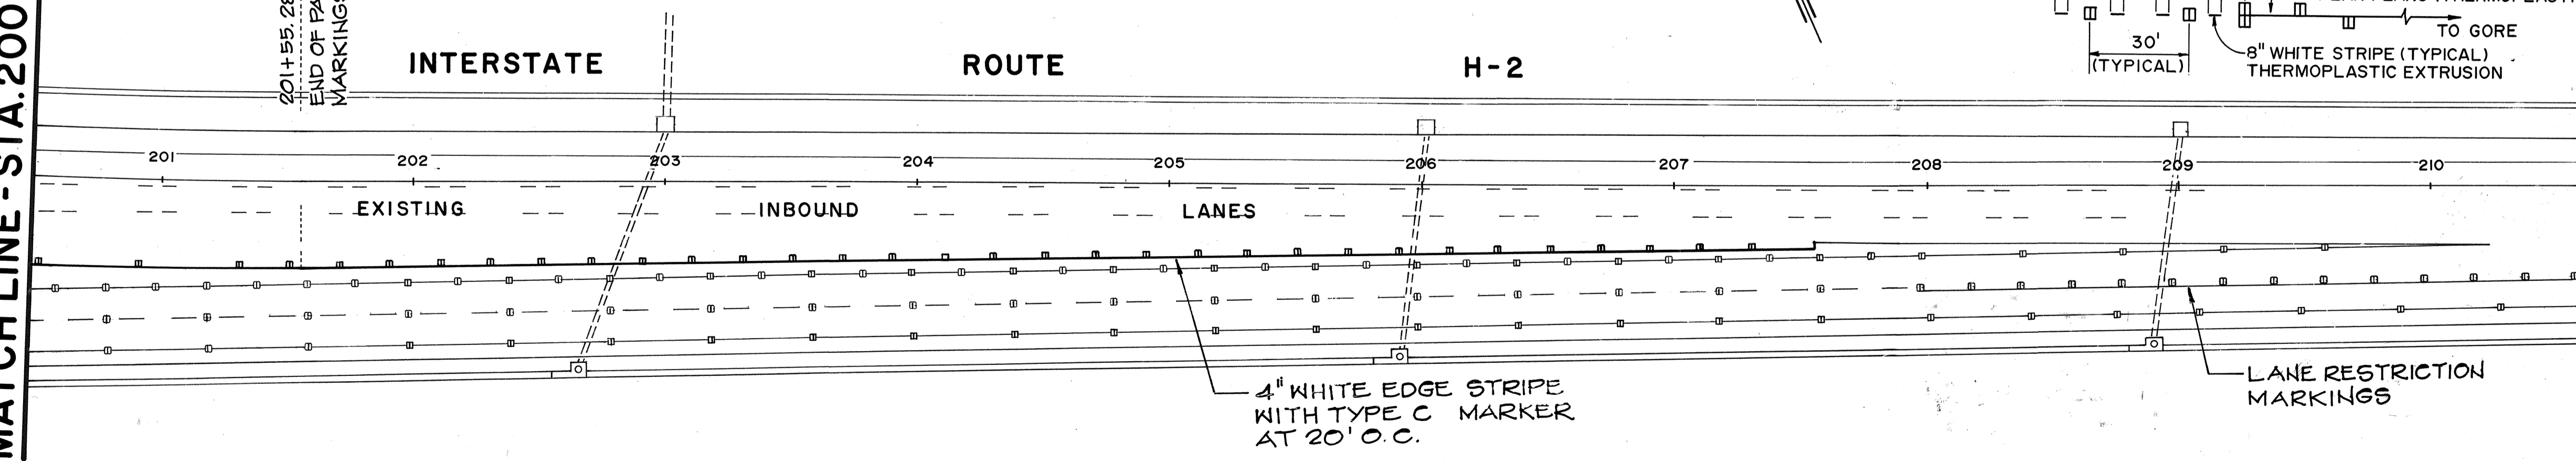 MATCH LINE - STA. 200
201+55.28
END OF PA
MARKINGS
INTERSTATE ROUTE H-2
30'
(TYPICAL)
TO GORE
8" WHITE STRIPE (TYPICAL)
THERMOPLASTIC EXTRUSION
201 202 203 204 205 206 207 208 209 210
EXISTING INBOUND LANES
4" WHITE EDGE STRIPE
WITH TYPE C MARKER
AT 20' O.C.
LANE RESTRICTION
MARKINGS